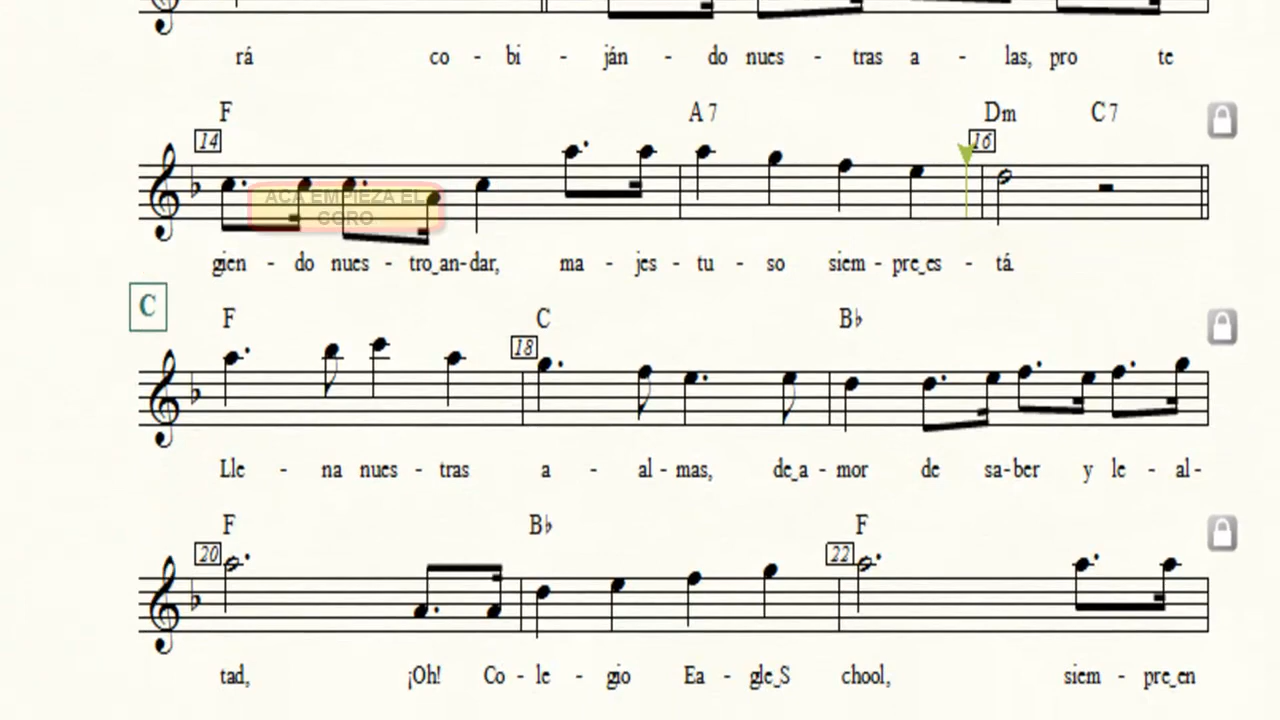 rá co - bi - ján - do nues - tras a - las, pro te
F A 7 Dm C 7
14 16
ACA EMPIEZA EL
CORO
gien - do nues - tro_an-dar, ma - jes - tu - so siem - pre_es - tá
C
F C B♭
18
Lle - na nues - tras a - al - mas, de_a - mor de sa-ber y le - al-
F B♭ F
20 22
tad, ¡Oh! Co - le - gio Ea - gle_S chool, siem - pre_en